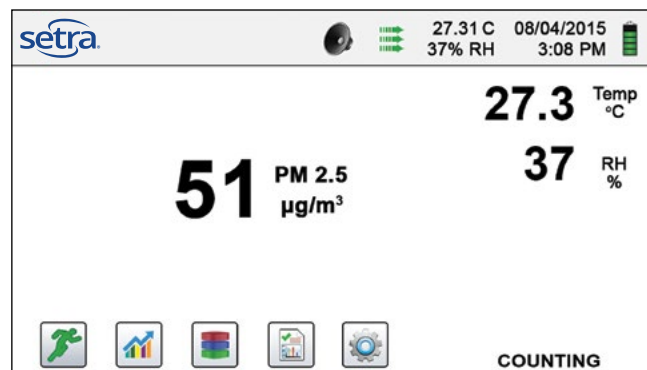 setra.
27.31 C 08/04/2015
37% RH 3:08 PM
27.3 Temp °C
51 PM 2.5 µg/m³
37 RH %
COUNTING